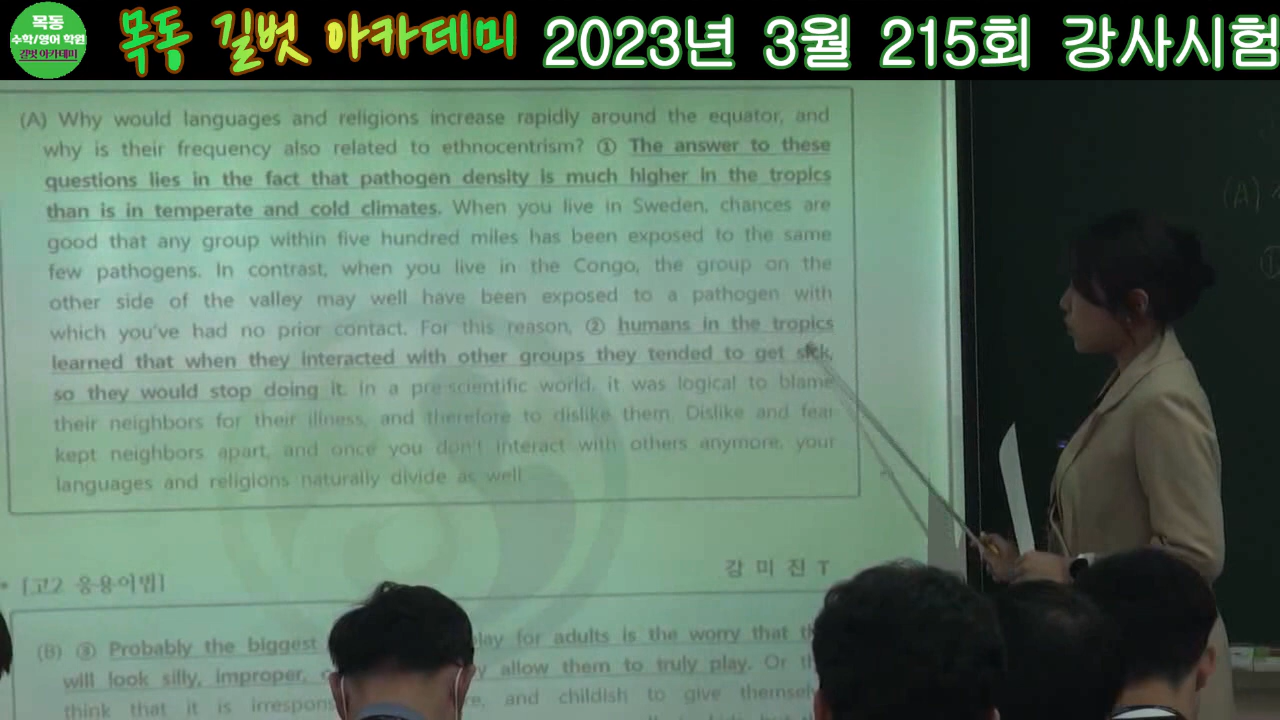 목동
수학/영어 학원
길벗 아카데미
목동 길벗 아카데미 2023년 3월 215회 강사시험
(A) Why would languages and religions increase rapidly around the equator, and
why is their frequency also related to ethnocentrism? ① The answer to these
questions lies in the fact that pathogen density is much higher in the tropics
than is in temperate and cold climates. When you live in Sweden, chances are
good that any group within five hundred miles has been exposed to the same
few pathogens. In contrast, when you live in the Congo, the group on the
other side of the valley may well have been exposed to a pathogen with
which you've had no prior contact. For this reason, ② humans in the tropics
learned that when they interacted with other groups they tended to get sick,
so they would stop doing it. In a pre-scientific world, it was logical to blame
their neighbors for their illness, and therefore to dislike them. Dislike and fear
kept neighbors apart, and once you don't interact with others anymore, your
languages and religions naturally divide as well
강 미 진 T
* [고2 응용어법]
(B) ③ Probably the biggest play for adults is the worry that
will look silly, improper, allow them to truly play. Or
think that it is and childish to give
(A)
①